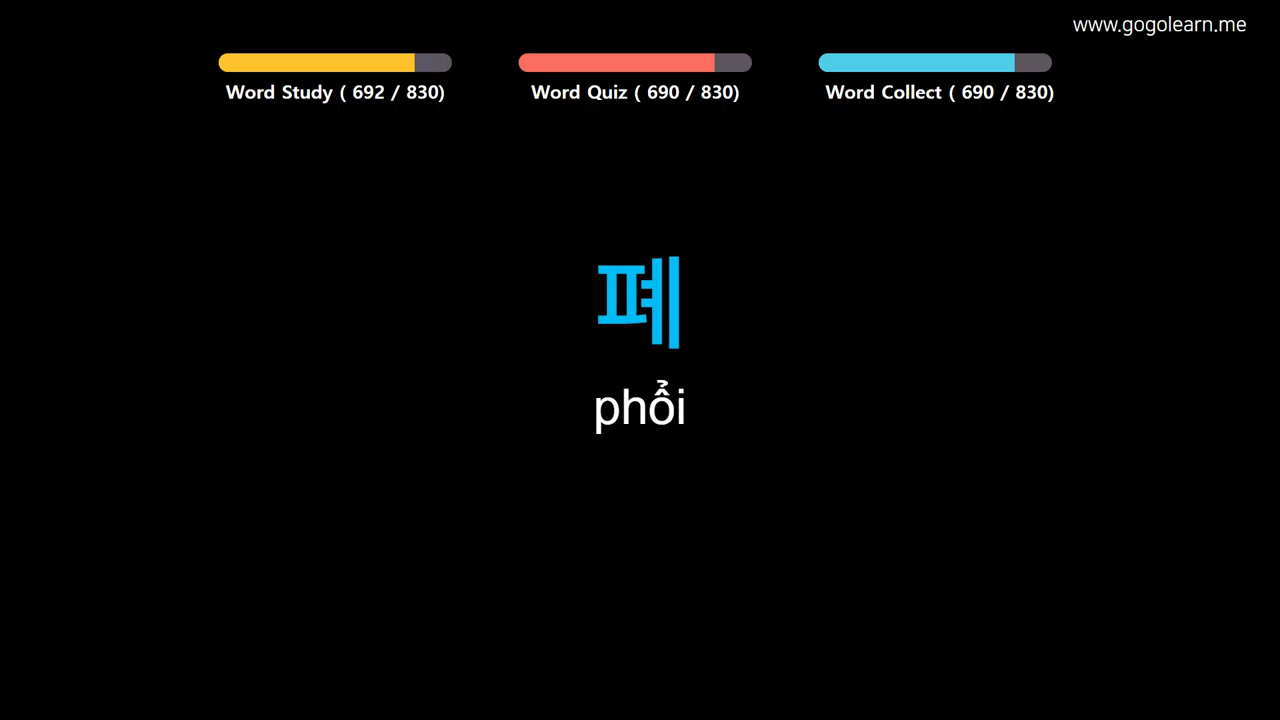 www.gogolearn.me
Word Study ( 692 / 830)
Word Quiz ( 690 / 830)
Word Collect ( 690 / 830)
폐
phổi